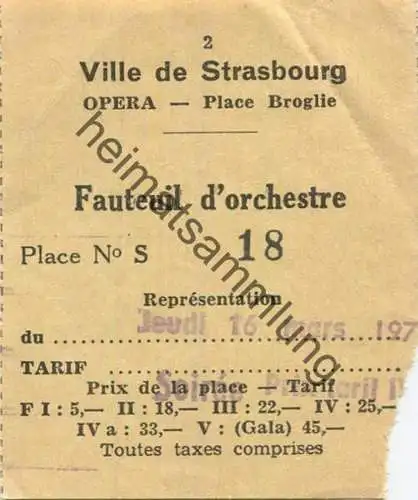 2
Ville de Strasbourg
OPERA — Place Broglie
Fauteuil d'orchestre
Place Nº S 18
Représentation
du Jeudi 16 mars 197
TARIF Soirée
Prix de la place — Tarif
F I : 5,— II : 18,— III : 22,— IV : 25,—
IV a : 33,— V : (Gala) 45,—
Toutes taxes comprises
heimatsammlung